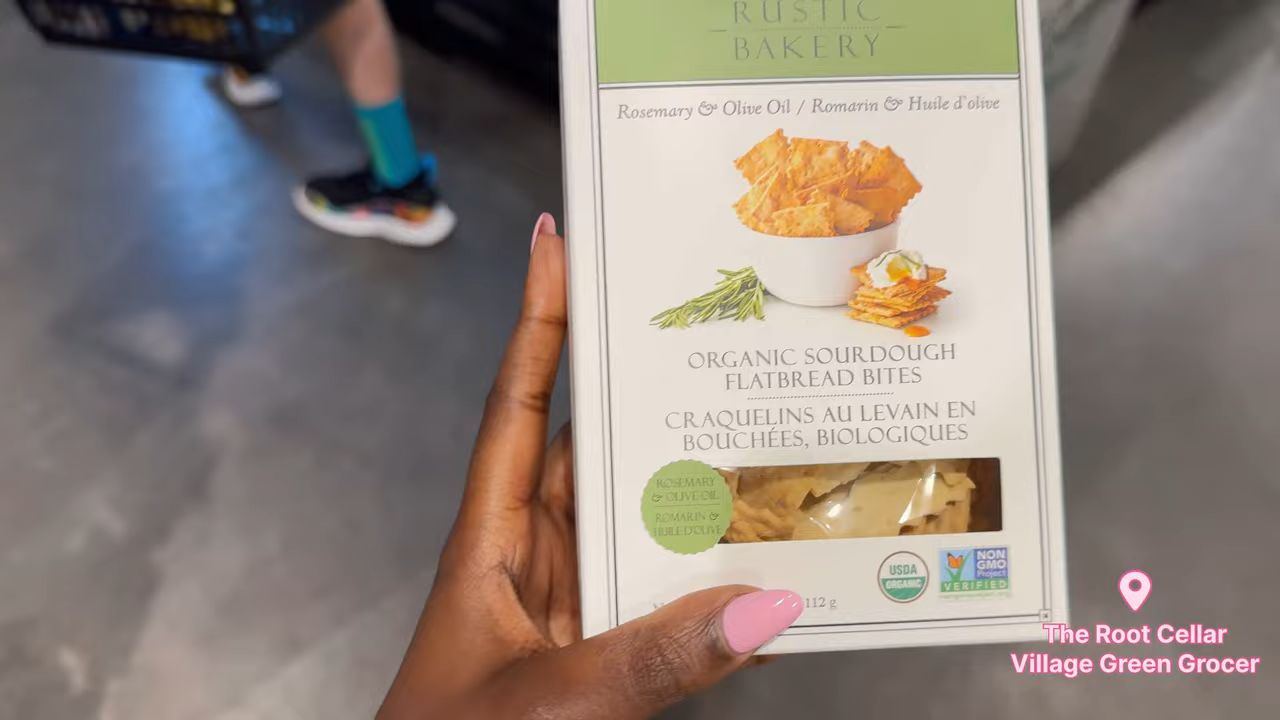 RUSTIC
BAKERY
Rosemary & Olive Oil / Romarin & Huile d'olive
ORGANIC SOURDOUGH
FLATBREAD BITES
CRAQUELINS AU LEVAIN EN
BOUCHÉES, BIOLOGIQUES
ROSEMARY
& OLIVE OIL
ROMARIN &
HUILE D'OLIVE
USDA
ORGANIC
NON
GMO
Project
VERIFIED
112 g
The Root Cellar
Village Green Grocer